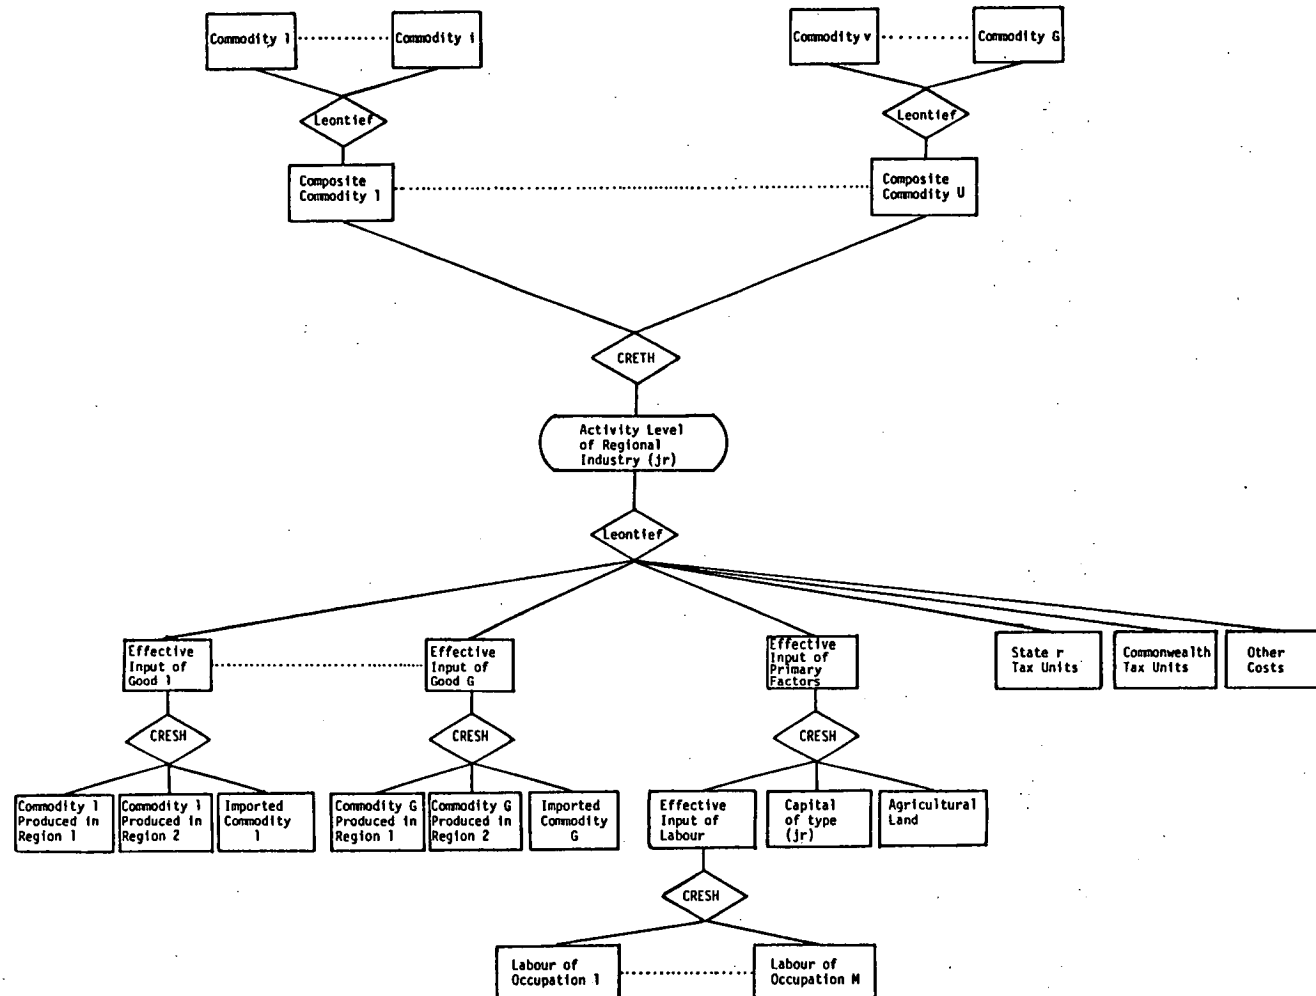 Commodity 1
Commodity i
Commodity v
Commodity G
Leontief
Leontief
Composite
Commodity 1
Composite
Commodity U
CRETH
Activity Level
of Regional
Industry (jr)
Leontief
Effective
Input of
Good 1
Effective
Input of
Good G
Effective
Input of
Primary
Factors
State r
Tax Units
Commonwealth
Tax Units
Other
Costs
CRESH
CRESH
CRESH
Commodity 1
Produced in
Region 1
Commodity 1
Produced in
Region 2
Imported
Commodity
1
Commodity G
Produced in
Region 1
Commodity G
Produced in
Region 2
Imported
Commodity
G
Effective
Input of
Labour
Capital
of type
(jr)
Agricultural
Land
CRESH
Labour of
Occupation 1
Labour of
Occupation M